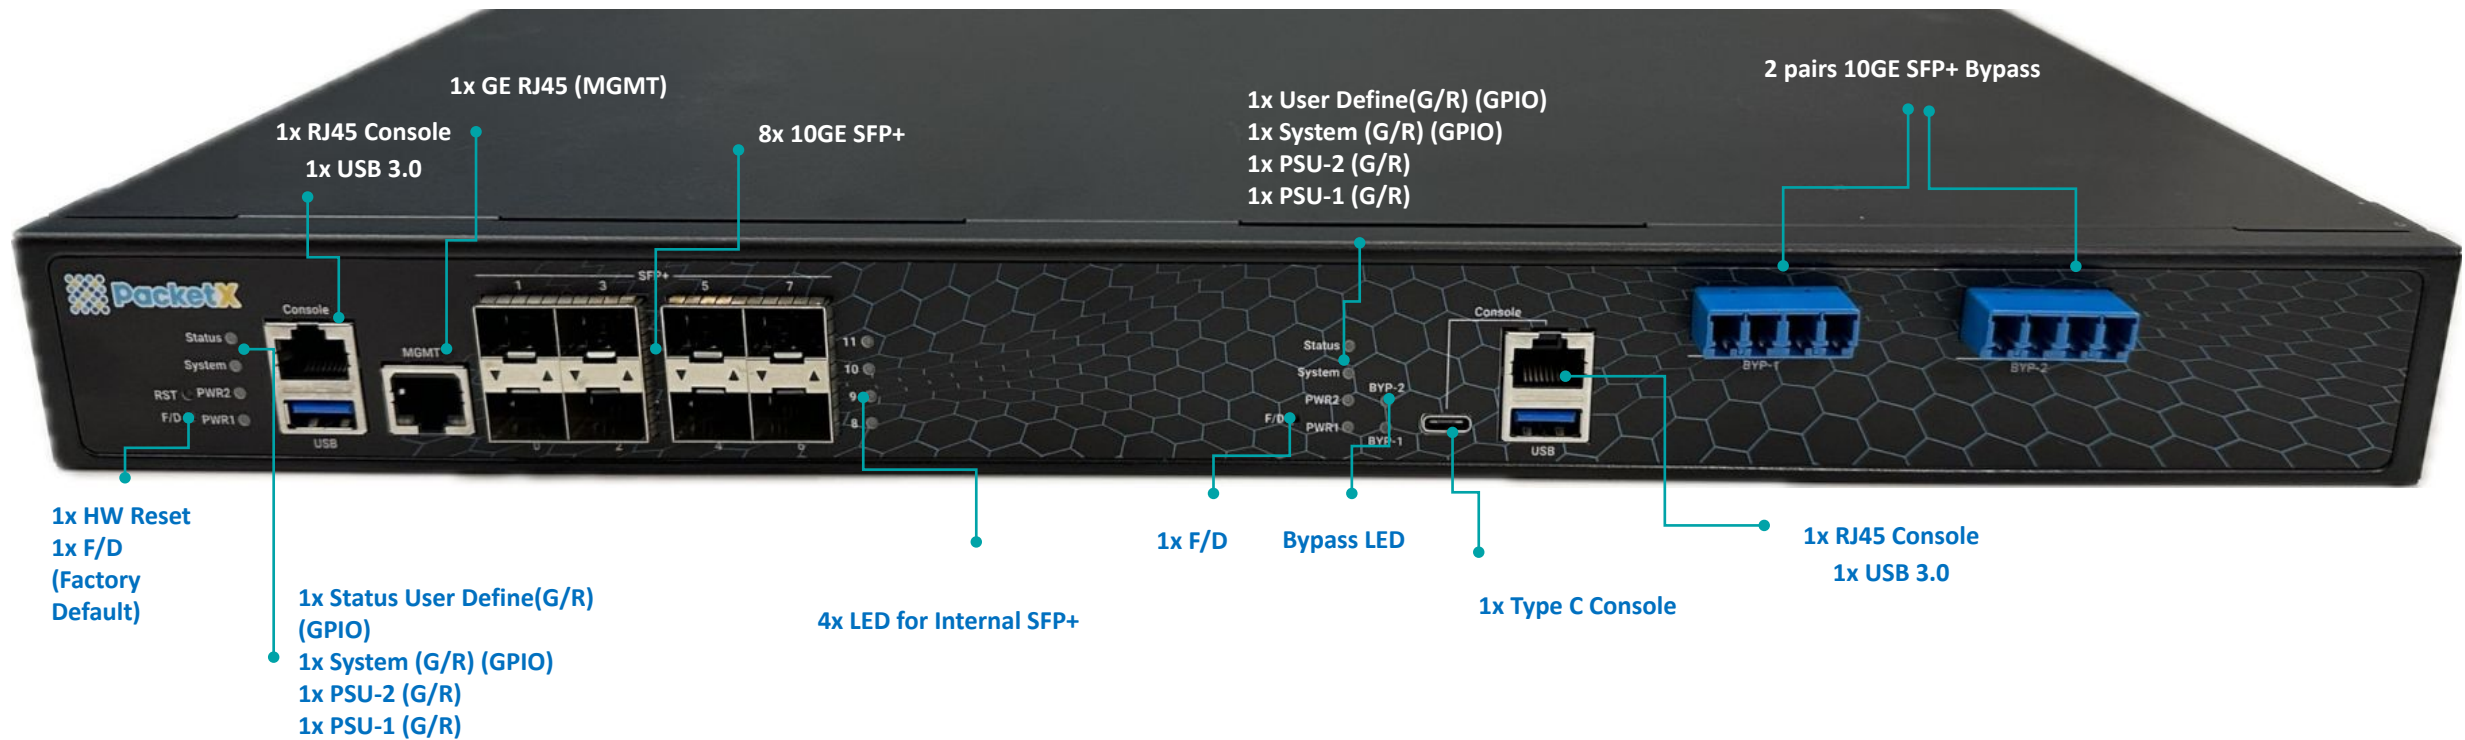 1x GE RJ45 (MGMT)
1x RJ45 Console
1x USB 3.0
8x 10GE SFP+
1x User Define(G/R) (GPIO)
1x System (G/R) (GPIO)
1x PSU-2 (G/R)
1x PSU-1 (G/R)
2 pairs 10GE SFP+ Bypass
PacketX
Status
System
RST PWR2
F/D PWR1
Console
USB
MGMT
SFP+
1 3 5 7
0 2 4 6
11
10
9
8
Status
System
PWR2
F/D PWR1
BYP-2
BYP-1
Console
USB
BYP-1
BYP-2
1x HW Reset
1x F/D
(Factory
Default)
1x Status User Define(G/R)
(GPIO)
1x System (G/R) (GPIO)
1x PSU-2 (G/R)
1x PSU-1 (G/R)
4x LED for Internal SFP+
1x F/D
Bypass LED
1x Type C Console
1x RJ45 Console
1x USB 3.0